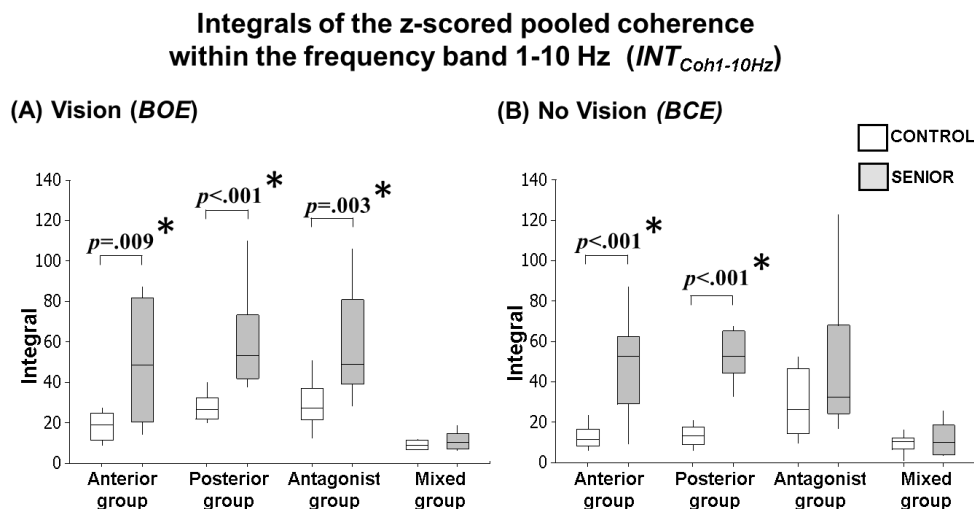 Integrals of the z-scored pooled coherence
within the frequency band 1-10 Hz (INT_Coh1-10Hz)
(A) Vision (BOE)
(B) No Vision (BCE)
CONTROL
SENIOR
Integral
140
120
100
80
60
40
20
0
p=.009 *
p<.001 *
p=.003 *
Anterior group
Posterior group
Antagonist group
Mixed group
Integral
140
120
100
80
60
40
20
0
p<.001 *
p<.001 *
Anterior group
Posterior group
Antagonist group
Mixed group